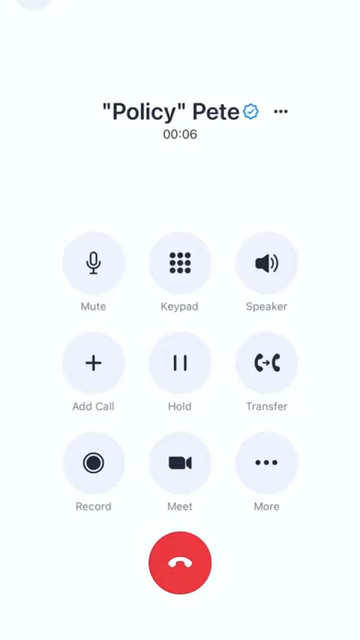 "Policy" Pete
00:06
Mute Keypad Speaker
Add Call Hold Transfer
Record Meet More